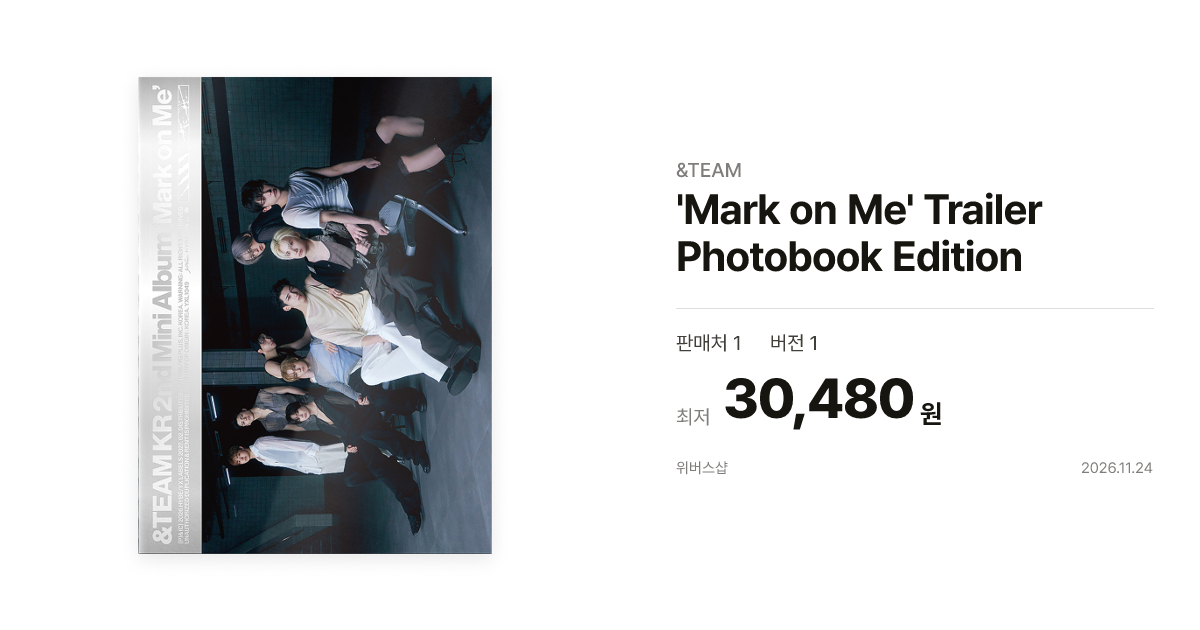 &TEAM KR 2nd Mini Album 'Mark on Me'
&TEAM
'Mark on Me' Trailer
Photobook Edition
판매처 1 버전 1
최저 30,480 원
위버스샵
2026.11.24